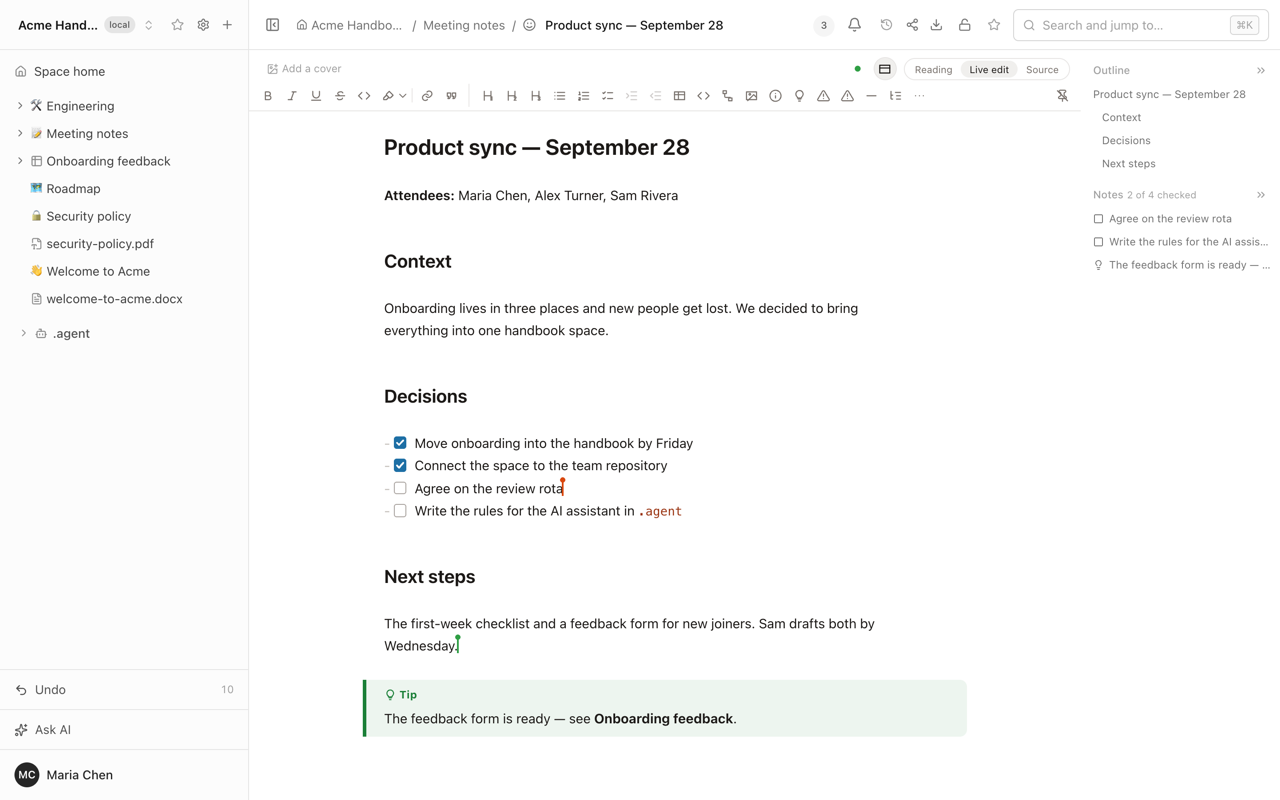 Acme Hand... local
Space home
Engineering
Meeting notes
Onboarding feedback
Roadmap
Security policy
security-policy.pdf
Welcome to Acme
welcome-to-acme.docx
.agent
Undo 10
Ask AI
MC Maria Chen
Acme Handbo... / Meeting notes / Product sync — September 28
3
Search and jump to... ⌘K
Add a cover
Reading Live edit Source
B I U S H1 H2 H3
Product sync — September 28
Attendees: Maria Chen, Alex Turner, Sam Rivera
Context
Onboarding lives in three places and new people get lost. We decided to bring
everything into one handbook space.
Decisions
- Move onboarding into the handbook by Friday
- Connect the space to the team repository
- Agree on the review rota
- Write the rules for the AI assistant in .agent
Next steps
The first-week checklist and a feedback form for new joiners. Sam drafts both by
Wednesday.
Tip
The feedback form is ready — see Onboarding feedback.
Outline
Product sync — September 28
Context
Decisions
Next steps
Notes 2 of 4 checked
Agree on the review rota
Write the rules for the AI assis...
The feedback form is ready — ...